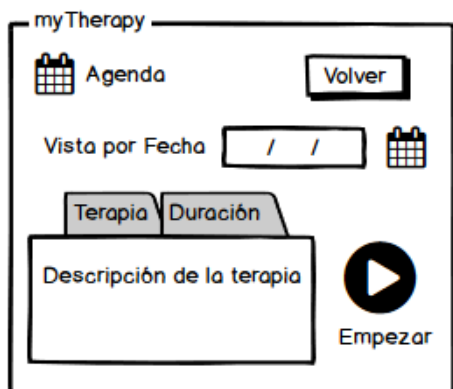 myTherapy
Agenda
Volver
Vista por Fecha / /
Terapia Duración
Descripción de la terapia
Empezar